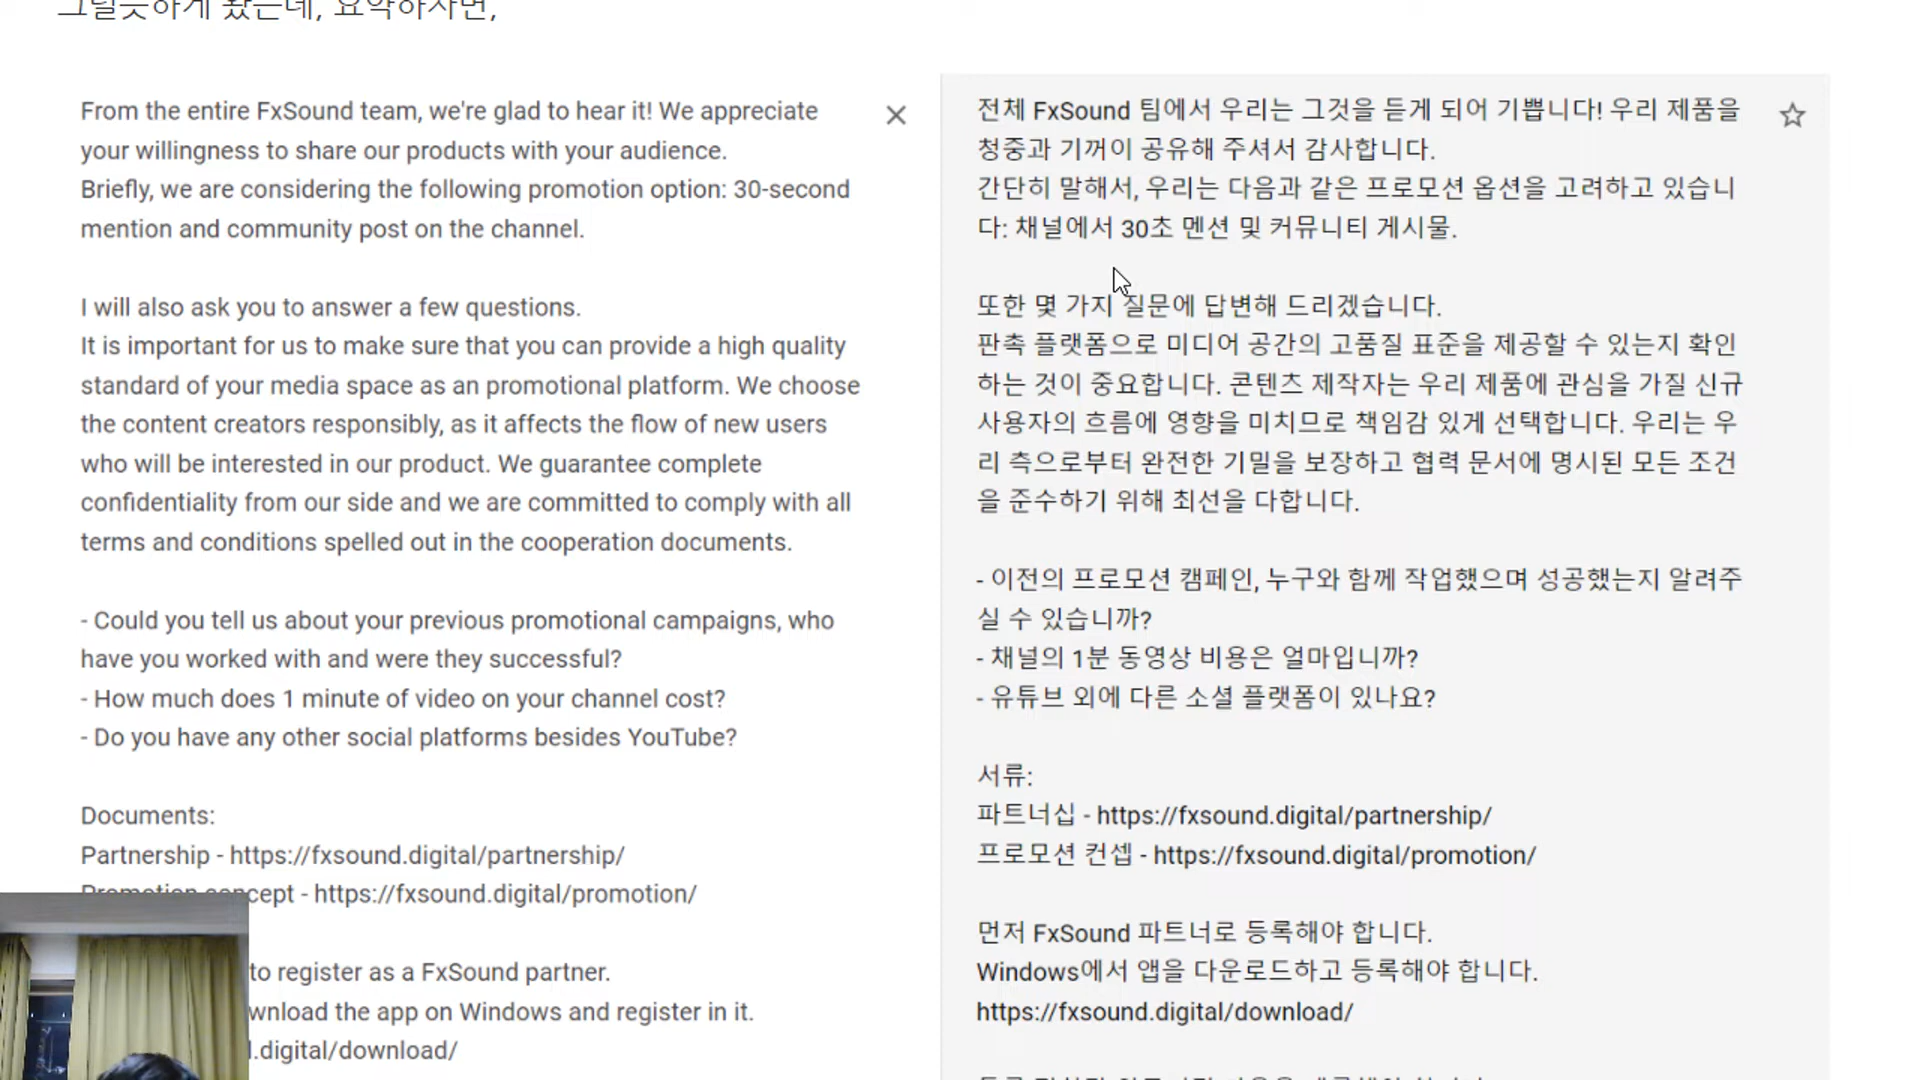 그럴듯하게 왔는데, 요약하자면,
From the entire FxSound team, we're glad to hear it! We appreciate
your willingness to share our products with your audience.
Briefly, we are considering the following promotion option: 30-second
mention and community post on the channel.
I will also ask you to answer a few questions.
It is important for us to make sure that you can provide a high quality
standard of your media space as an promotional platform. We choose
the content creators responsibly, as it affects the flow of new users
who will be interested in our product. We guarantee complete
confidentiality from our side and we are committed to comply with all
terms and conditions spelled out in the cooperation documents.
- Could you tell us about your previous promotional campaigns, who
have you worked with and were they successful?
- How much does 1 minute of video on your channel cost?
- Do you have any other social platforms besides YouTube?
Documents:
Partnership - https://fxsound.digital/partnership/
Promotion concept - https://fxsound.digital/promotion/
to register as a FxSound partner.
wnload the app on Windows and register in it.
.digital/download/
전체 FxSound 팀에서 우리는 그것을 듣게 되어 기쁩니다! 우리 제품을
청중과 기꺼이 공유해 주셔서 감사합니다.
간단히 말해서, 우리는 다음과 같은 프로모션 옵션을 고려하고 있습니
다: 채널에서 30초 멘션 및 커뮤니티 게시물.
또한 몇 가지 질문에 답변해 드리겠습니다.
판촉 플랫폼으로 미디어 공간의 고품질 표준을 제공할 수 있는지 확인
하는 것이 중요합니다. 콘텐츠 제작자는 우리 제품에 관심을 가질 신규
사용자의 흐름에 영향을 미치므로 책임감 있게 선택합니다. 우리는 우
리 측으로부터 완전한 기밀을 보장하고 협력 문서에 명시된 모든 조건
을 준수하기 위해 최선을 다합니다.
- 이전의 프로모션 캠페인, 누구와 함께 작업했으며 성공했는지 알려주
실 수 있습니까?
- 채널의 1분 동영상 비용은 얼마입니까?
- 유튜브 외에 다른 소셜 플랫폼이 있나요?
서류:
파트너십 - https://fxsound.digital/partnership/
프로모션 컨셉 - https://fxsound.digital/promotion/
먼저 FxSound 파트너로 등록해야 합니다.
Windows에서 앱을 다운로드하고 등록해야 합니다.
https://fxsound.digital/download/